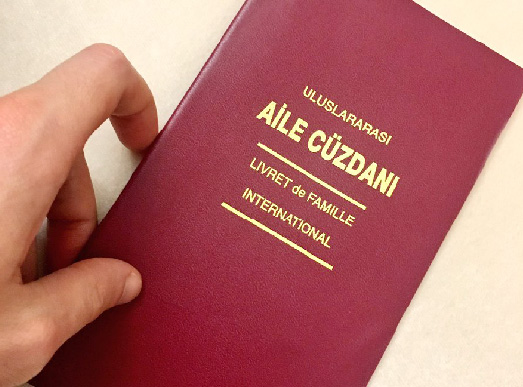 ULUSLARARASI
AİLE CÜZDANI
LIVRET de FAMILLE
INTERNATIONAL